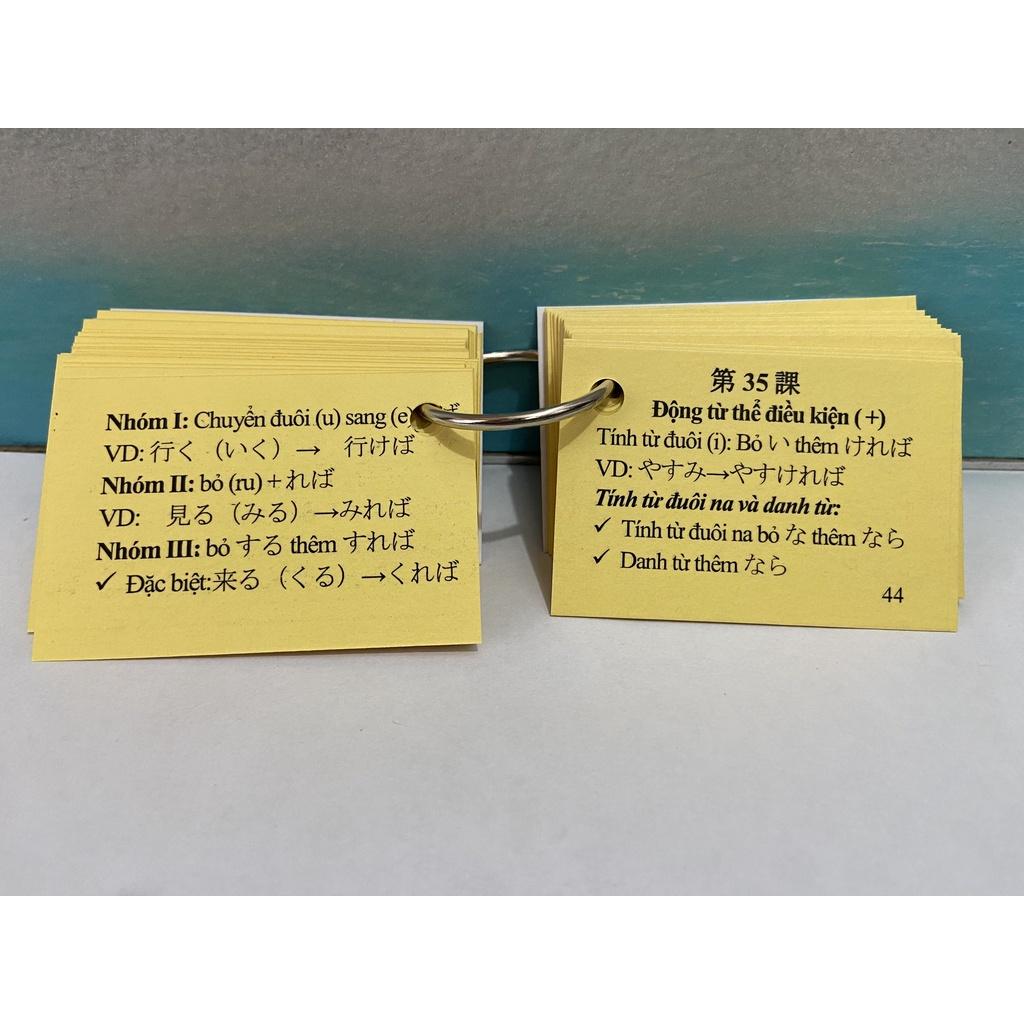 Nhóm I: Chuyển đuôi (u) sang (e) ば
VD: 行く（いく）→ 行けば
Nhóm II: bỏ (ru) + れば
VD: 見る（みる）→みれば
Nhóm III: bỏ する thêm すれば
✓ Đặc biệt:来る（くる）→くれば
第 35 課
Động từ thể điều kiện (+)
Tính từ đuôi (i): Bỏ い thêm ければ
VD: やすみ→やすければ
Tính từ đuôi na và danh từ:
✓ Tính từ đuôi na bỏ な thêm なら
✓ Danh từ thêm なら
44